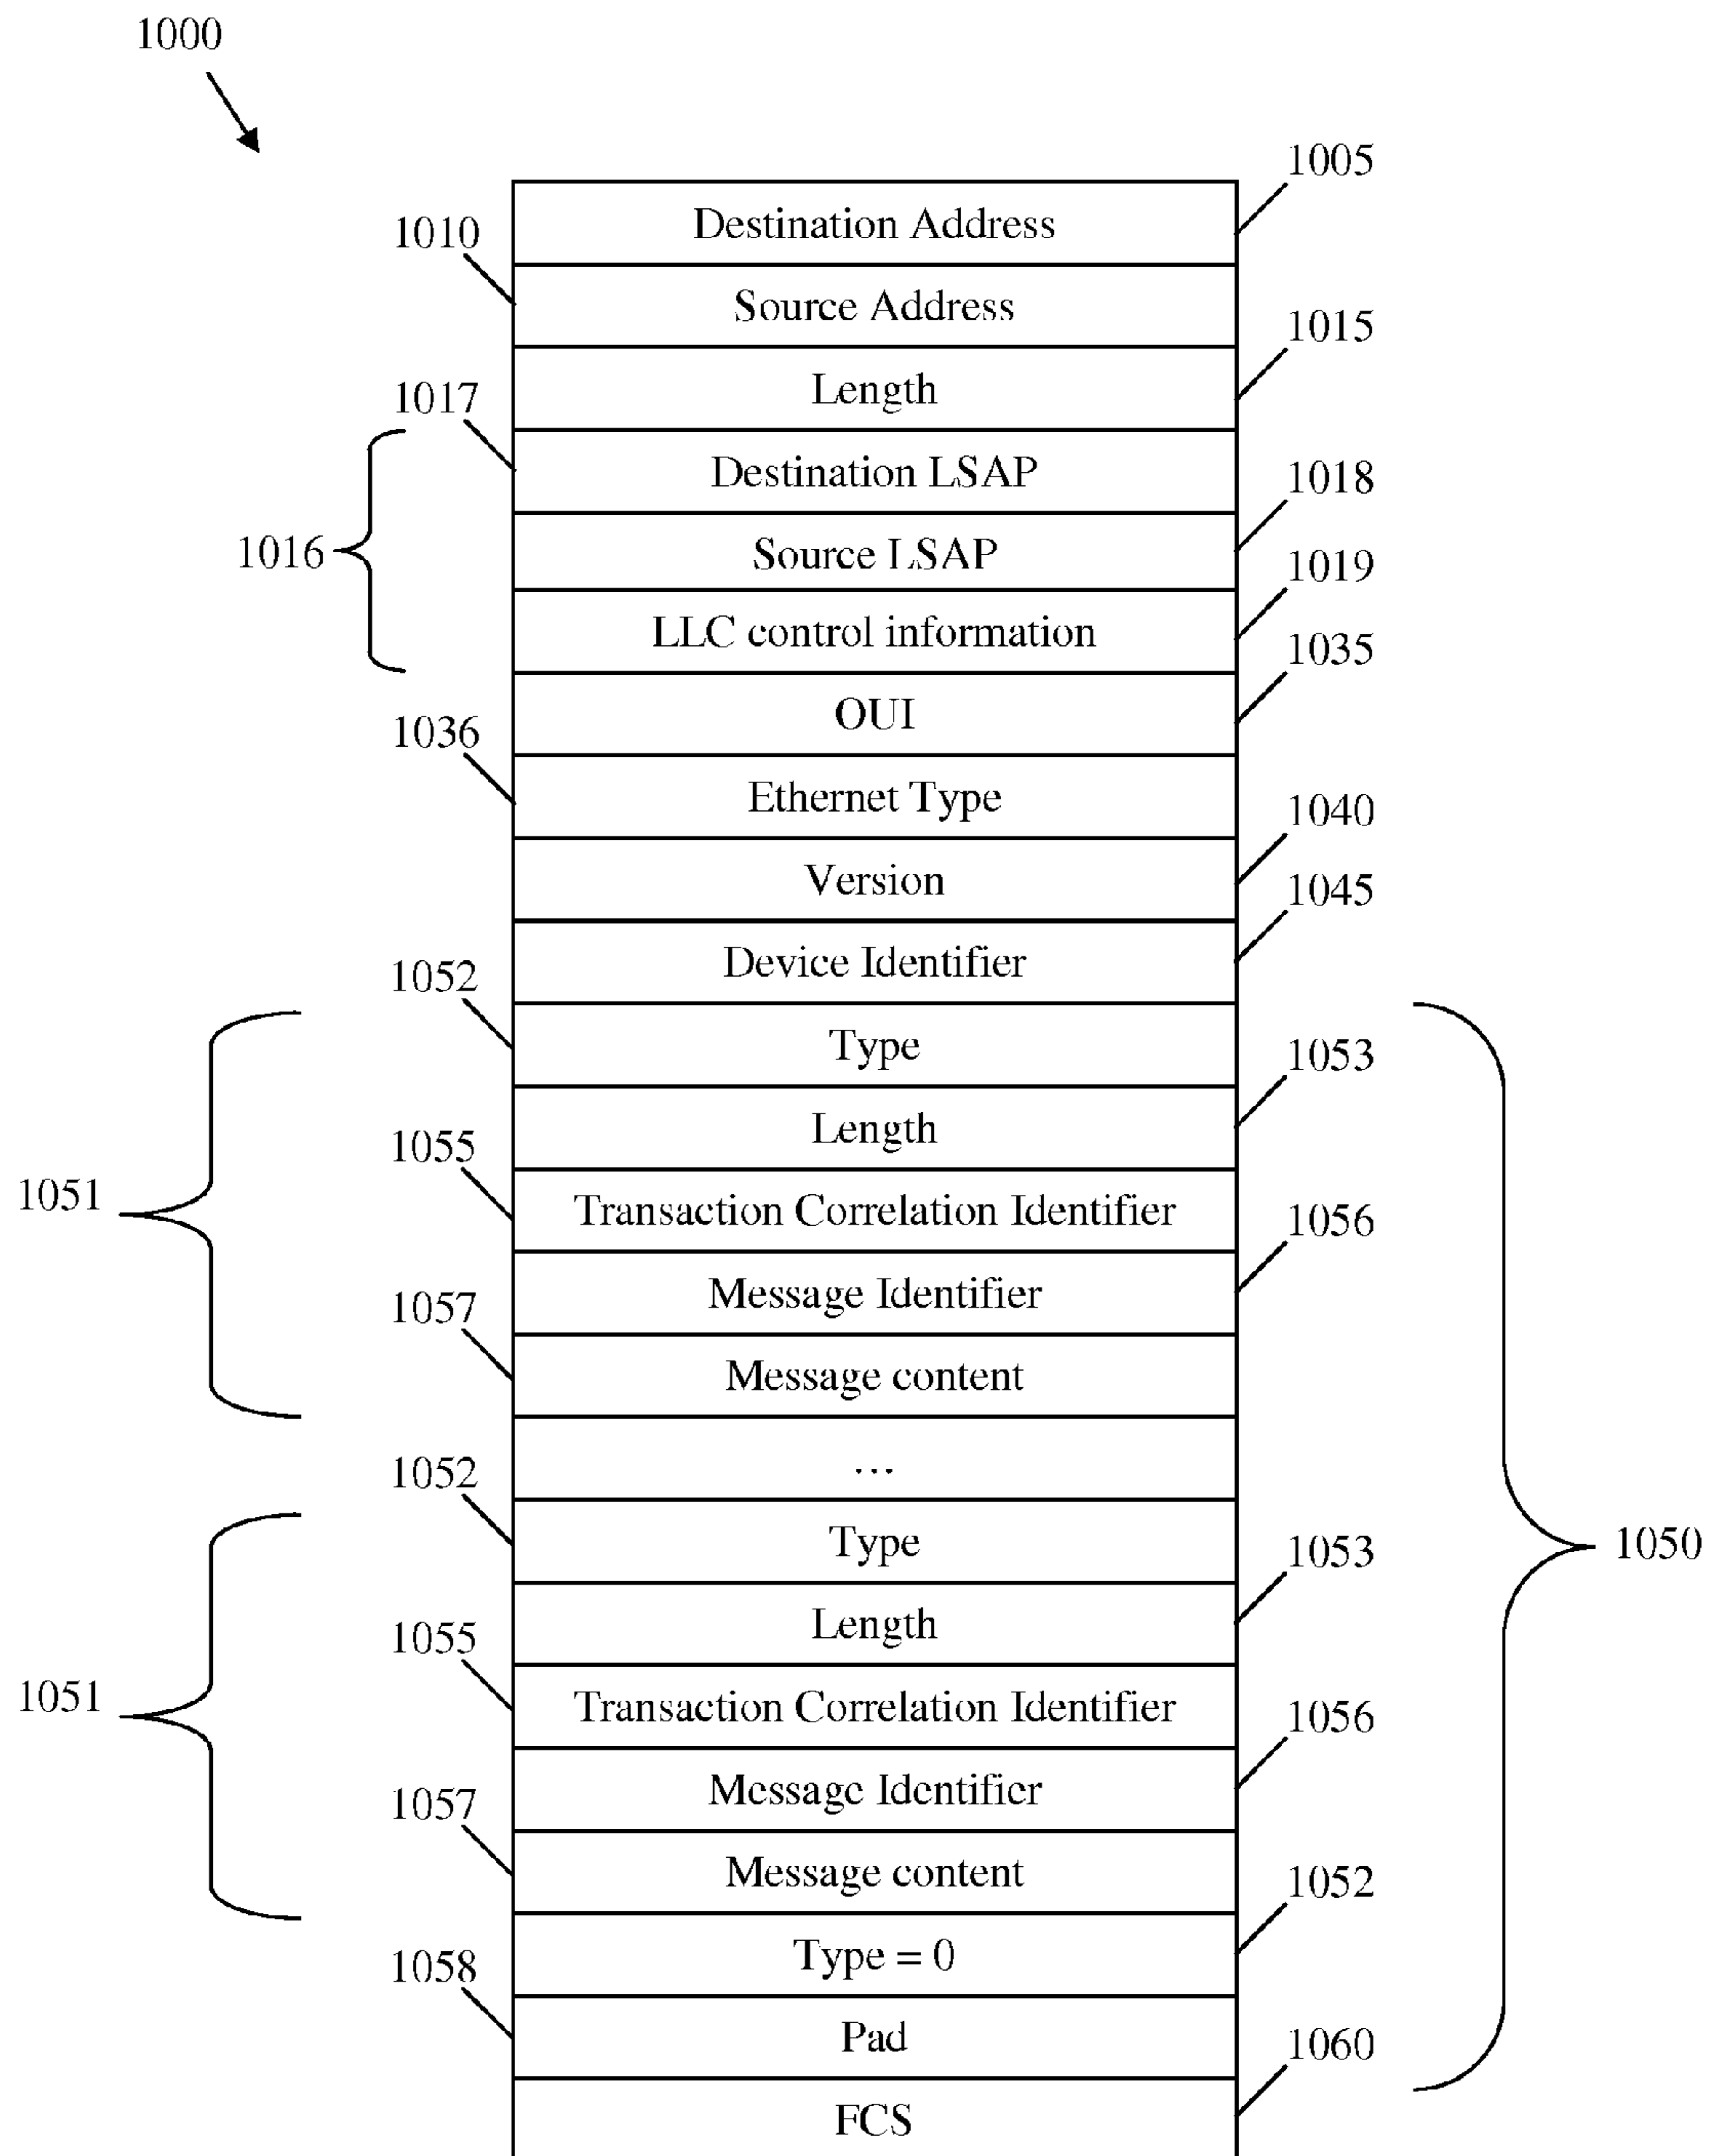 1000
1005
Destination Address
1010
Source Address
1015
Length
1017
Destination LSAP
1018
1016
Source LSAP
1019
LLC control information
1035
OUI
1036
Ethernet Type
1040
Version
1045
Device Identifier
1052
Type
1053
Length
1055
1051
Transaction Correlation Identifier
1056
Message Identifier
1057
Message content
...
1052
Type
1053
1050
Length
1055
1051
Transaction Correlation Identifier
1056
Message Identifier
1057
Message content
1052
Type = 0
1058
Pad
1060
FCS